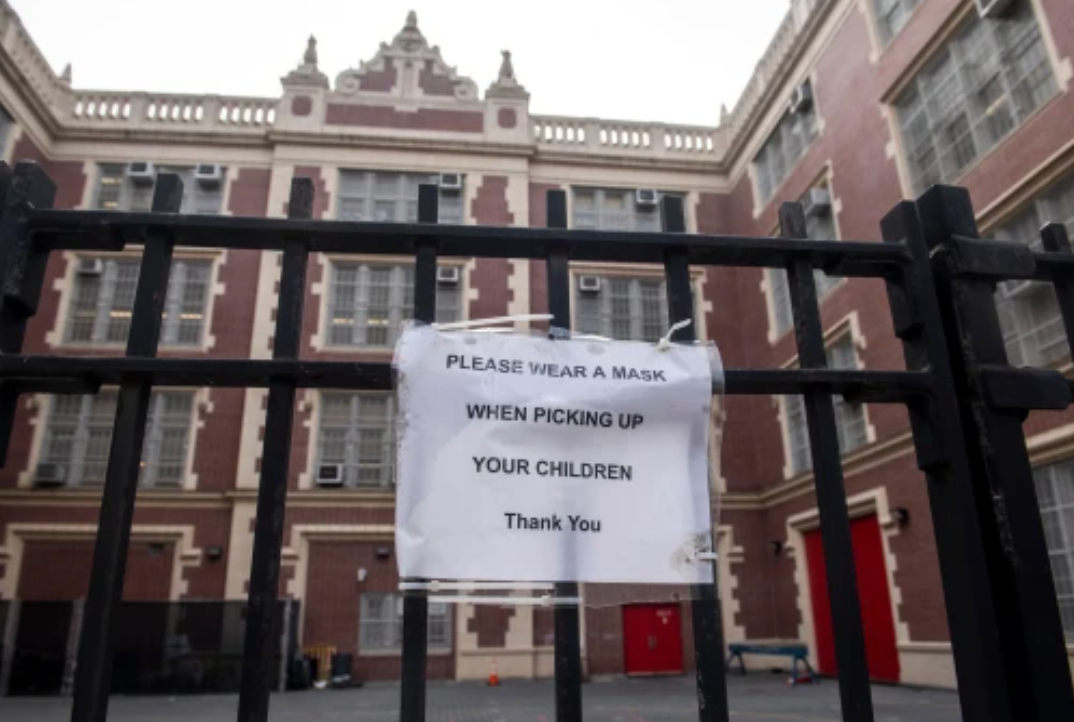 PLEASE WEAR A MASK
WHEN PICKING UP
YOUR CHILDREN
Thank You